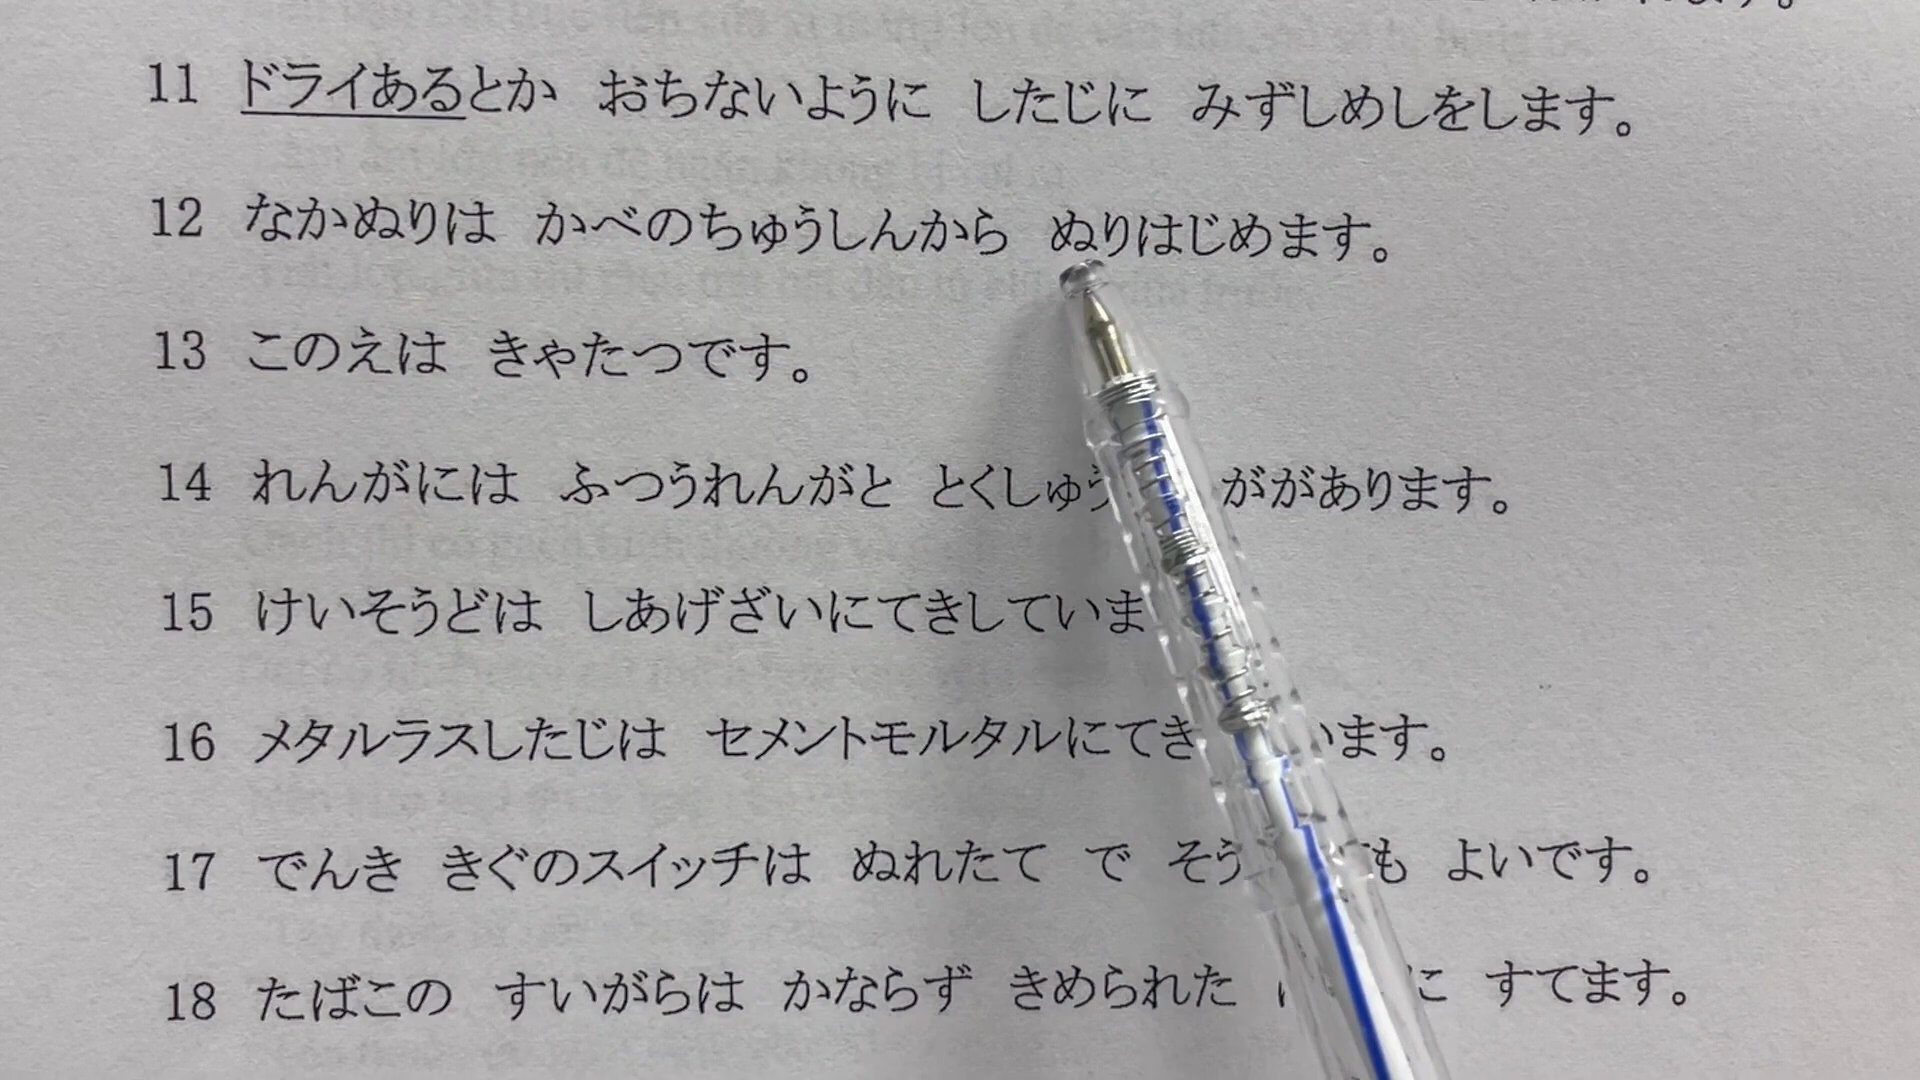 11 ドライあるとか おちないように したじに みずしめしをします。
12 なかぬりは かべのちゅうしんから ぬりはじめます。
13 このえは きゃたつです。
14 れんがには ふつうれんがと とくしゅう ががあります。
15 けいそうどは しあげざいにてきしていま
16 メタルラスしたじは セメントモルタルにてき います。
17 でんき きぐのスイッチは ぬれたて で そう ても よいです。
18 たばこの すいがらは かならず きめられた に すてます。